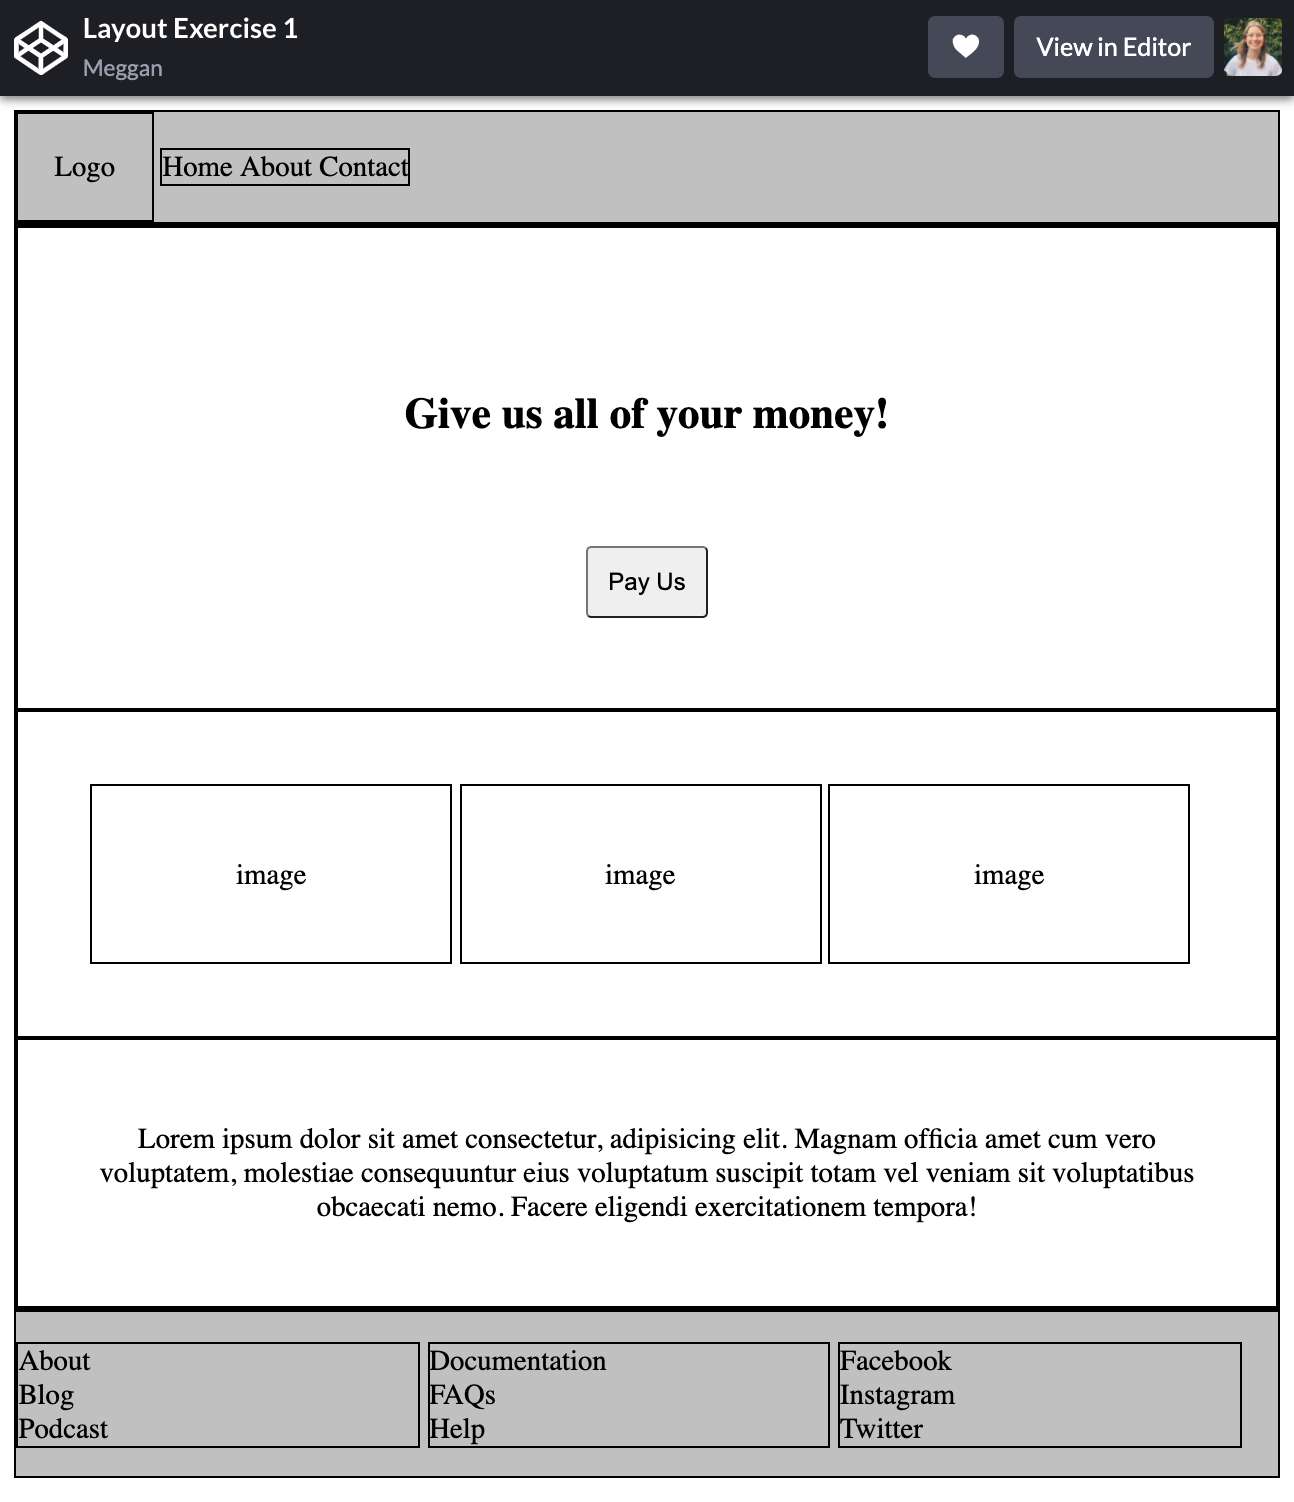 Layout Exercise 1
Meggan
View in Editor
Logo
Home About Contact
Give us all of your money!
Pay Us
image image image
Lorem ipsum dolor sit amet consectetur, adipisicing elit. Magnam officia amet cum vero
voluptatem, molestiae consequuntur eius voluptatum suscipit totam vel veniam sit voluptatibus
obcaecati nemo. Facere eligendi exercitationem tempora!
About
Blog
Podcast
Documentation
FAQs
Help
Facebook
Instagram
Twitter